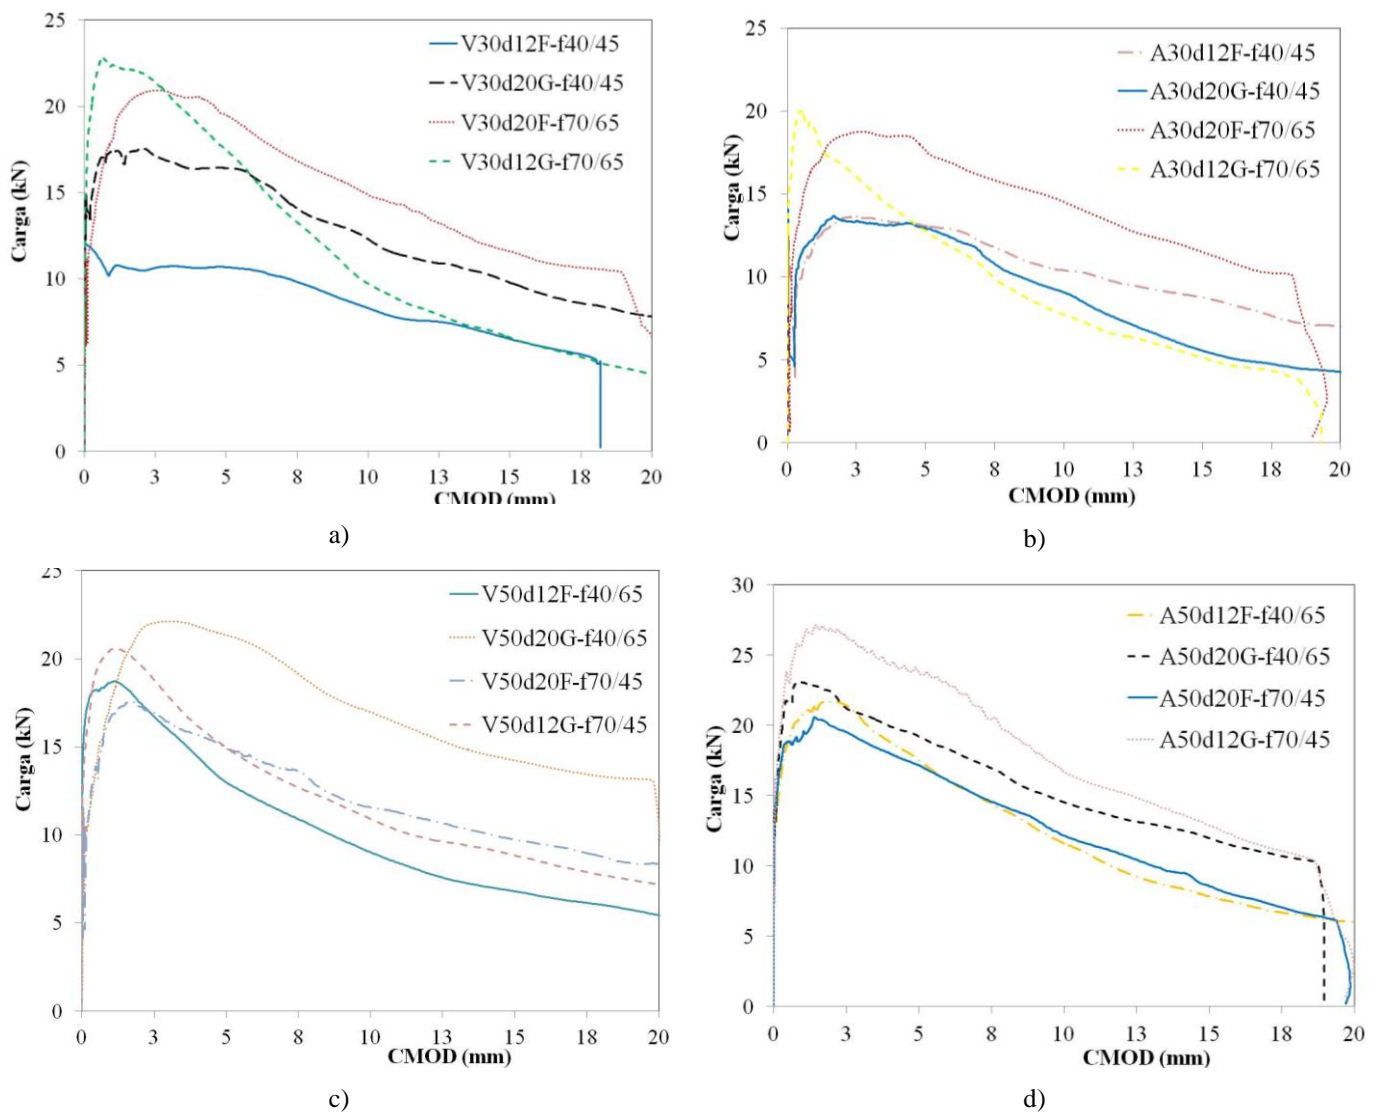 25
20
15
10
5
0
Carga (kN)
V30d12F-f40/45
V30d20G-f40/45
V30d20F-f70/65
V30d12G-f70/65
0 3 5 8 10 13 15 18 20
CMOD (mm)
a)
25
20
15
10
5
0
Carga (kN)
A30d12F-f40/45
A30d20G-f40/45
A30d20F-f70/65
A30d12G-f70/65
0 3 5 8 10 13 15 18 20
CMOD (mm)
b)
25
20
15
10
5
0
Carga (kN)
V50d12F-f40/65
V50d20G-f40/65
V50d20F-f70/45
V50d12G-f70/45
0 3 5 8 10 13 15 18 20
CMOD (mm)
c)
30
25
20
15
10
5
0
Carga (kN)
A50d12F-f40/65
A50d20G-f40/65
A50d20F-f70/45
A50d12G-f70/45
0 3 5 8 10 13 15 18 20
CMOD (mm)
d)